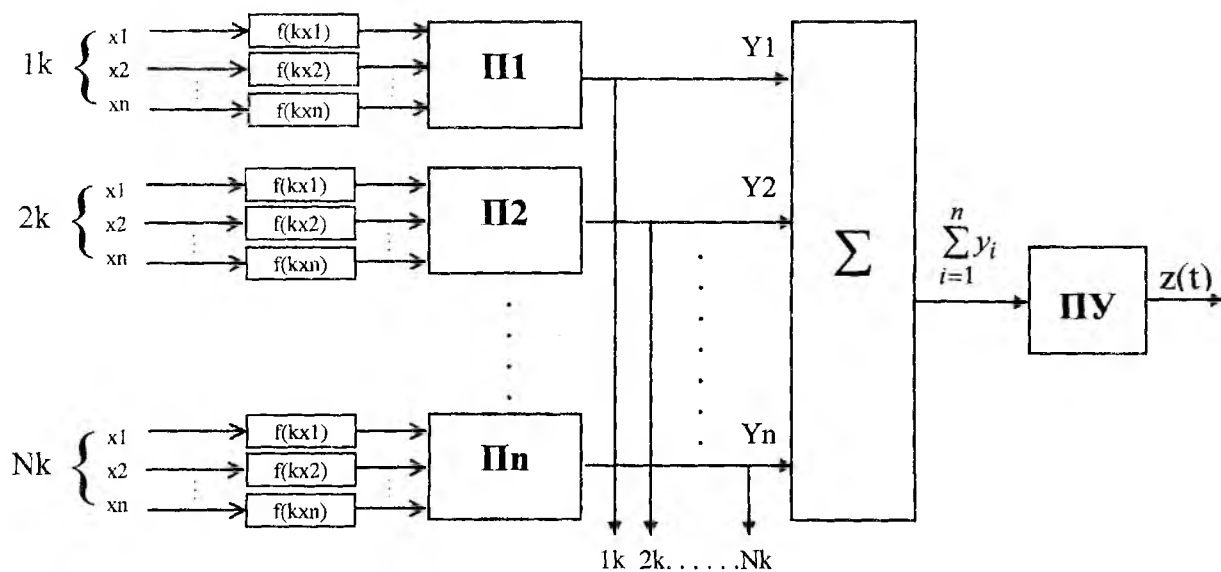 1k { x1 f(kx1)
x2 f(kx2) П1 Y1
xn f(kxn)
2k { x1 f(kx1)
x2 f(kx2) П2 Y2
xn f(kxn)
∑
n
∑ yi
i=1
ПУ z(t)
Nk { x1 f(kx1)
x2 f(kx2) Пn Yn
xn f(kxn)
1k 2k. . . . . .Nk